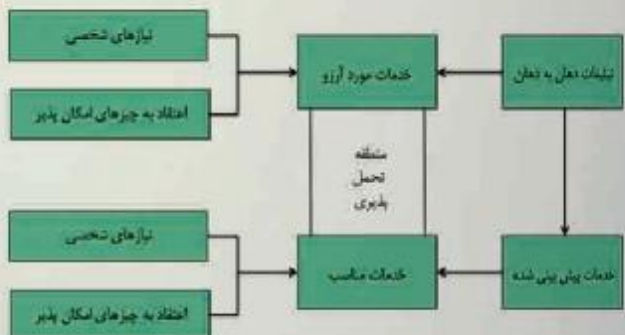 نیازهای شخصی
خدمات مورد آرزو
تبلیغات دهان به دهان
اعتقاد به چیزهای امکان پذیر
منطقه
تحمل
پذیری
نیازهای شخصی
خدمات مناسب
خدمات پیش بینی شده
اعتقاد به چیزهای امکان پذیر